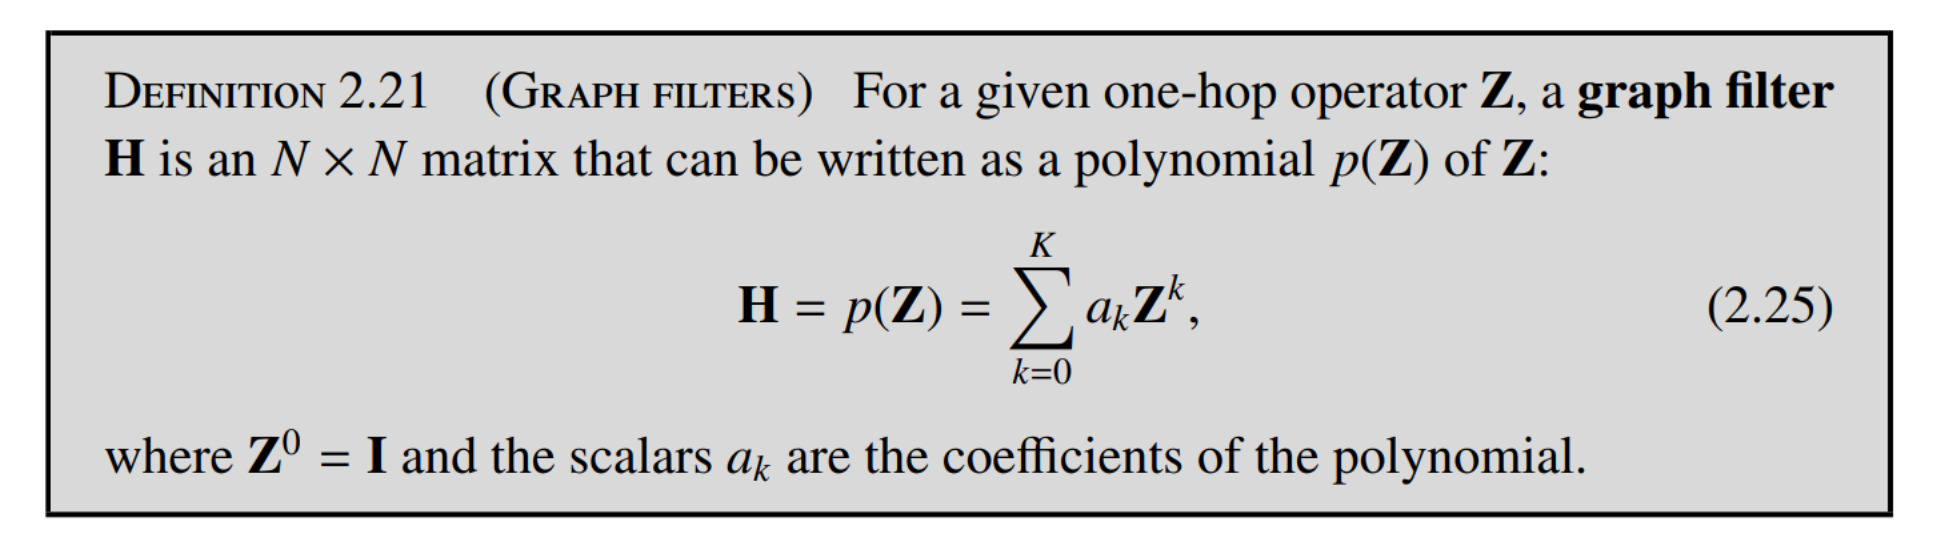 DEFINITION 2.21 (GRAPH FILTERS) For a given one-hop operator Z, a graph filter
H is an N × N matrix that can be written as a polynomial p(Z) of Z:
H = p(Z) = \sum_{k=0}^{K} a_k Z^k, (2.25)
where Z^0 = I and the scalars a_k are the coefficients of the polynomial.